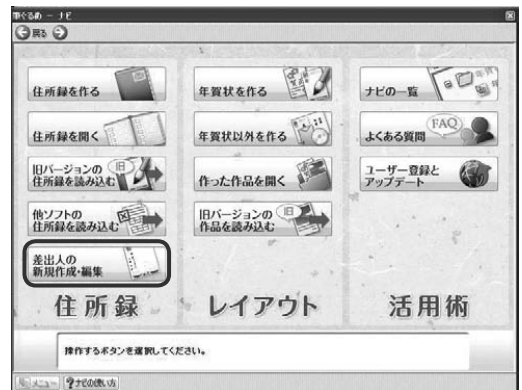 筆ぐるめ - ナビ
戻る
住所録を作る
住所録を開く
旧バージョンの
住所録を読み込む
旧
他ソフトの
住所録を読み込む
差出人の
新規作成・編集
住所録
年賀状を作る
年賀状以外を作る
作った作品を開く
旧バージョンの
作品を読み込む
旧
レイアウト
ナビの一覧
よくある質問
FAQ
ユーザー登録と
アップデート
活用術
操作するボタンを選択してください。
メニュー
?ナビの使い方